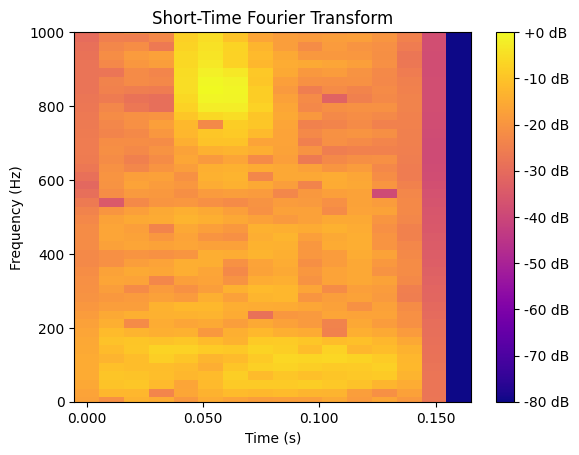 Short-Time Fourier Transform
1000
800
600
400
200
0
Frequency (Hz)
0.000
0.050
0.100
0.150
Time (s)
+0 dB
-10 dB
-20 dB
-30 dB
-40 dB
-50 dB
-60 dB
-70 dB
-80 dB